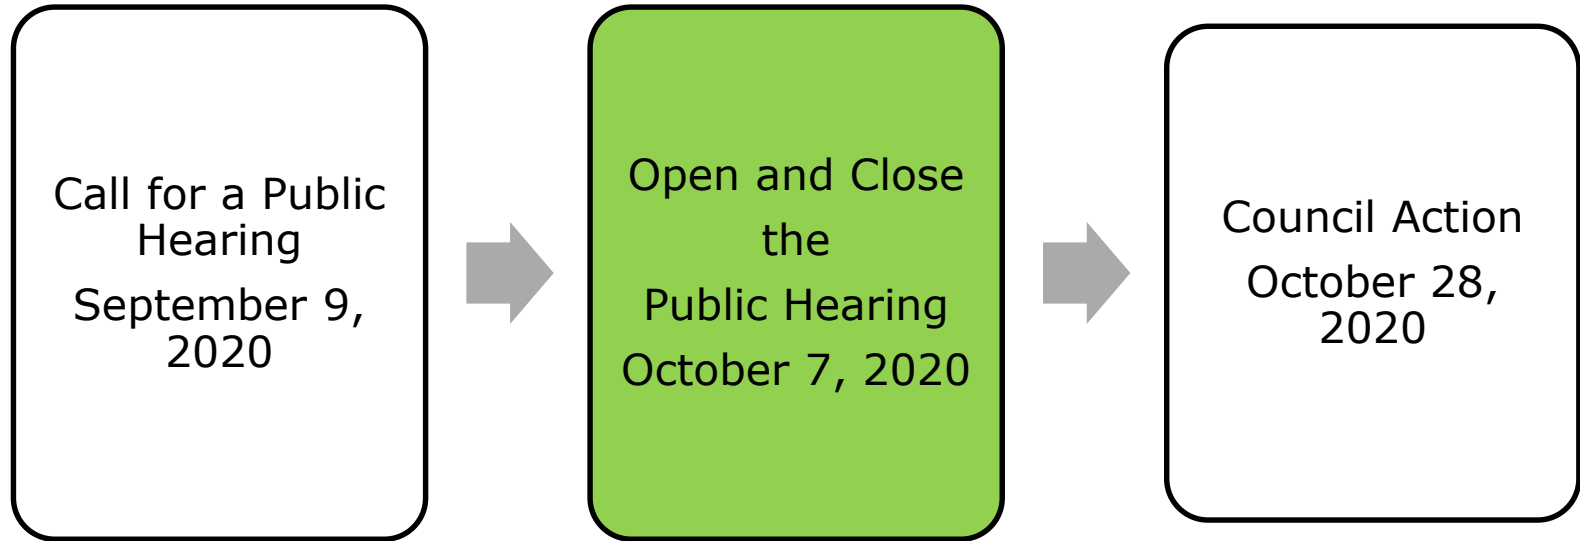 Call for a Public
Hearing
September 9,
2020
Open and Close
the
Public Hearing
October 7, 2020
Council Action
October 28,
2020